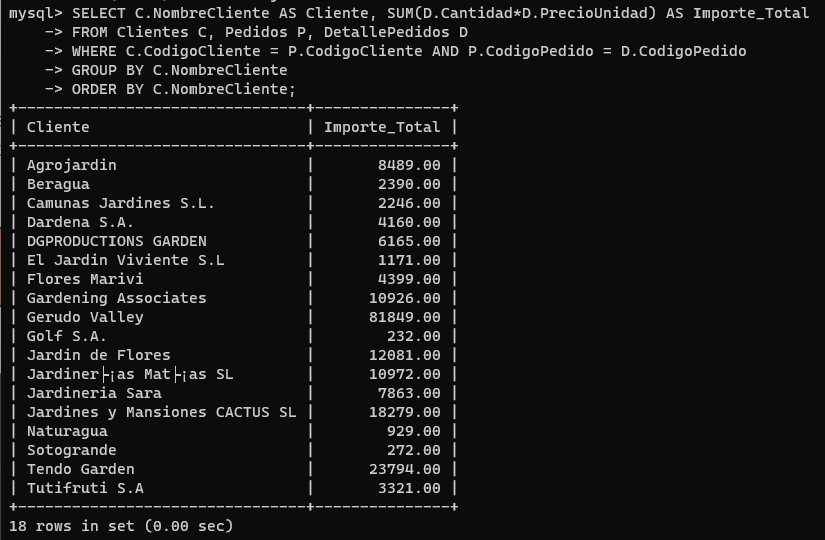 mysql> SELECT C.NombreCliente AS Cliente, SUM(D.Cantidad*D.PrecioUnidad) AS Importe_Total
    -> FROM Clientes C, Pedidos P, DetallePedidos D
    -> WHERE C.CodigoCliente = P.CodigoCliente AND P.CodigoPedido = D.CodigoPedido
    -> GROUP BY C.NombreCliente
    -> ORDER BY C.NombreCliente;
+--------------------------------+---------------+
| Cliente                        | Importe_Total |
+--------------------------------+---------------+
| Agrojardin                     |       8489.00 |
| Beragua                        |       2390.00 |
| Camunas Jardines S.L.          |       2246.00 |
| Dardena S.A.                   |       4160.00 |
| DGPRODUCTIONS GARDEN           |       6165.00 |
| El Jardin Viviente S.L         |       1171.00 |
| Flores Marivi                  |       4399.00 |
| Gardening Associates           |      10926.00 |
| Gerudo Valley                  |      81849.00 |
| Golf S.A.                      |        232.00 |
| Jardin de Flores               |      12081.00 |
| Jardiner├¡as Mat├¡as SL        |      10972.00 |
| Jardineria Sara                |       7863.00 |
| Jardines y Mansiones CACTUS SL |      18279.00 |
| Naturagua                      |        929.00 |
| Sotogrande                     |        272.00 |
| Tendo Garden                   |      23794.00 |
| Tutifruti S.A                  |       3321.00 |
+--------------------------------+---------------+
18 rows in set (0.00 sec)